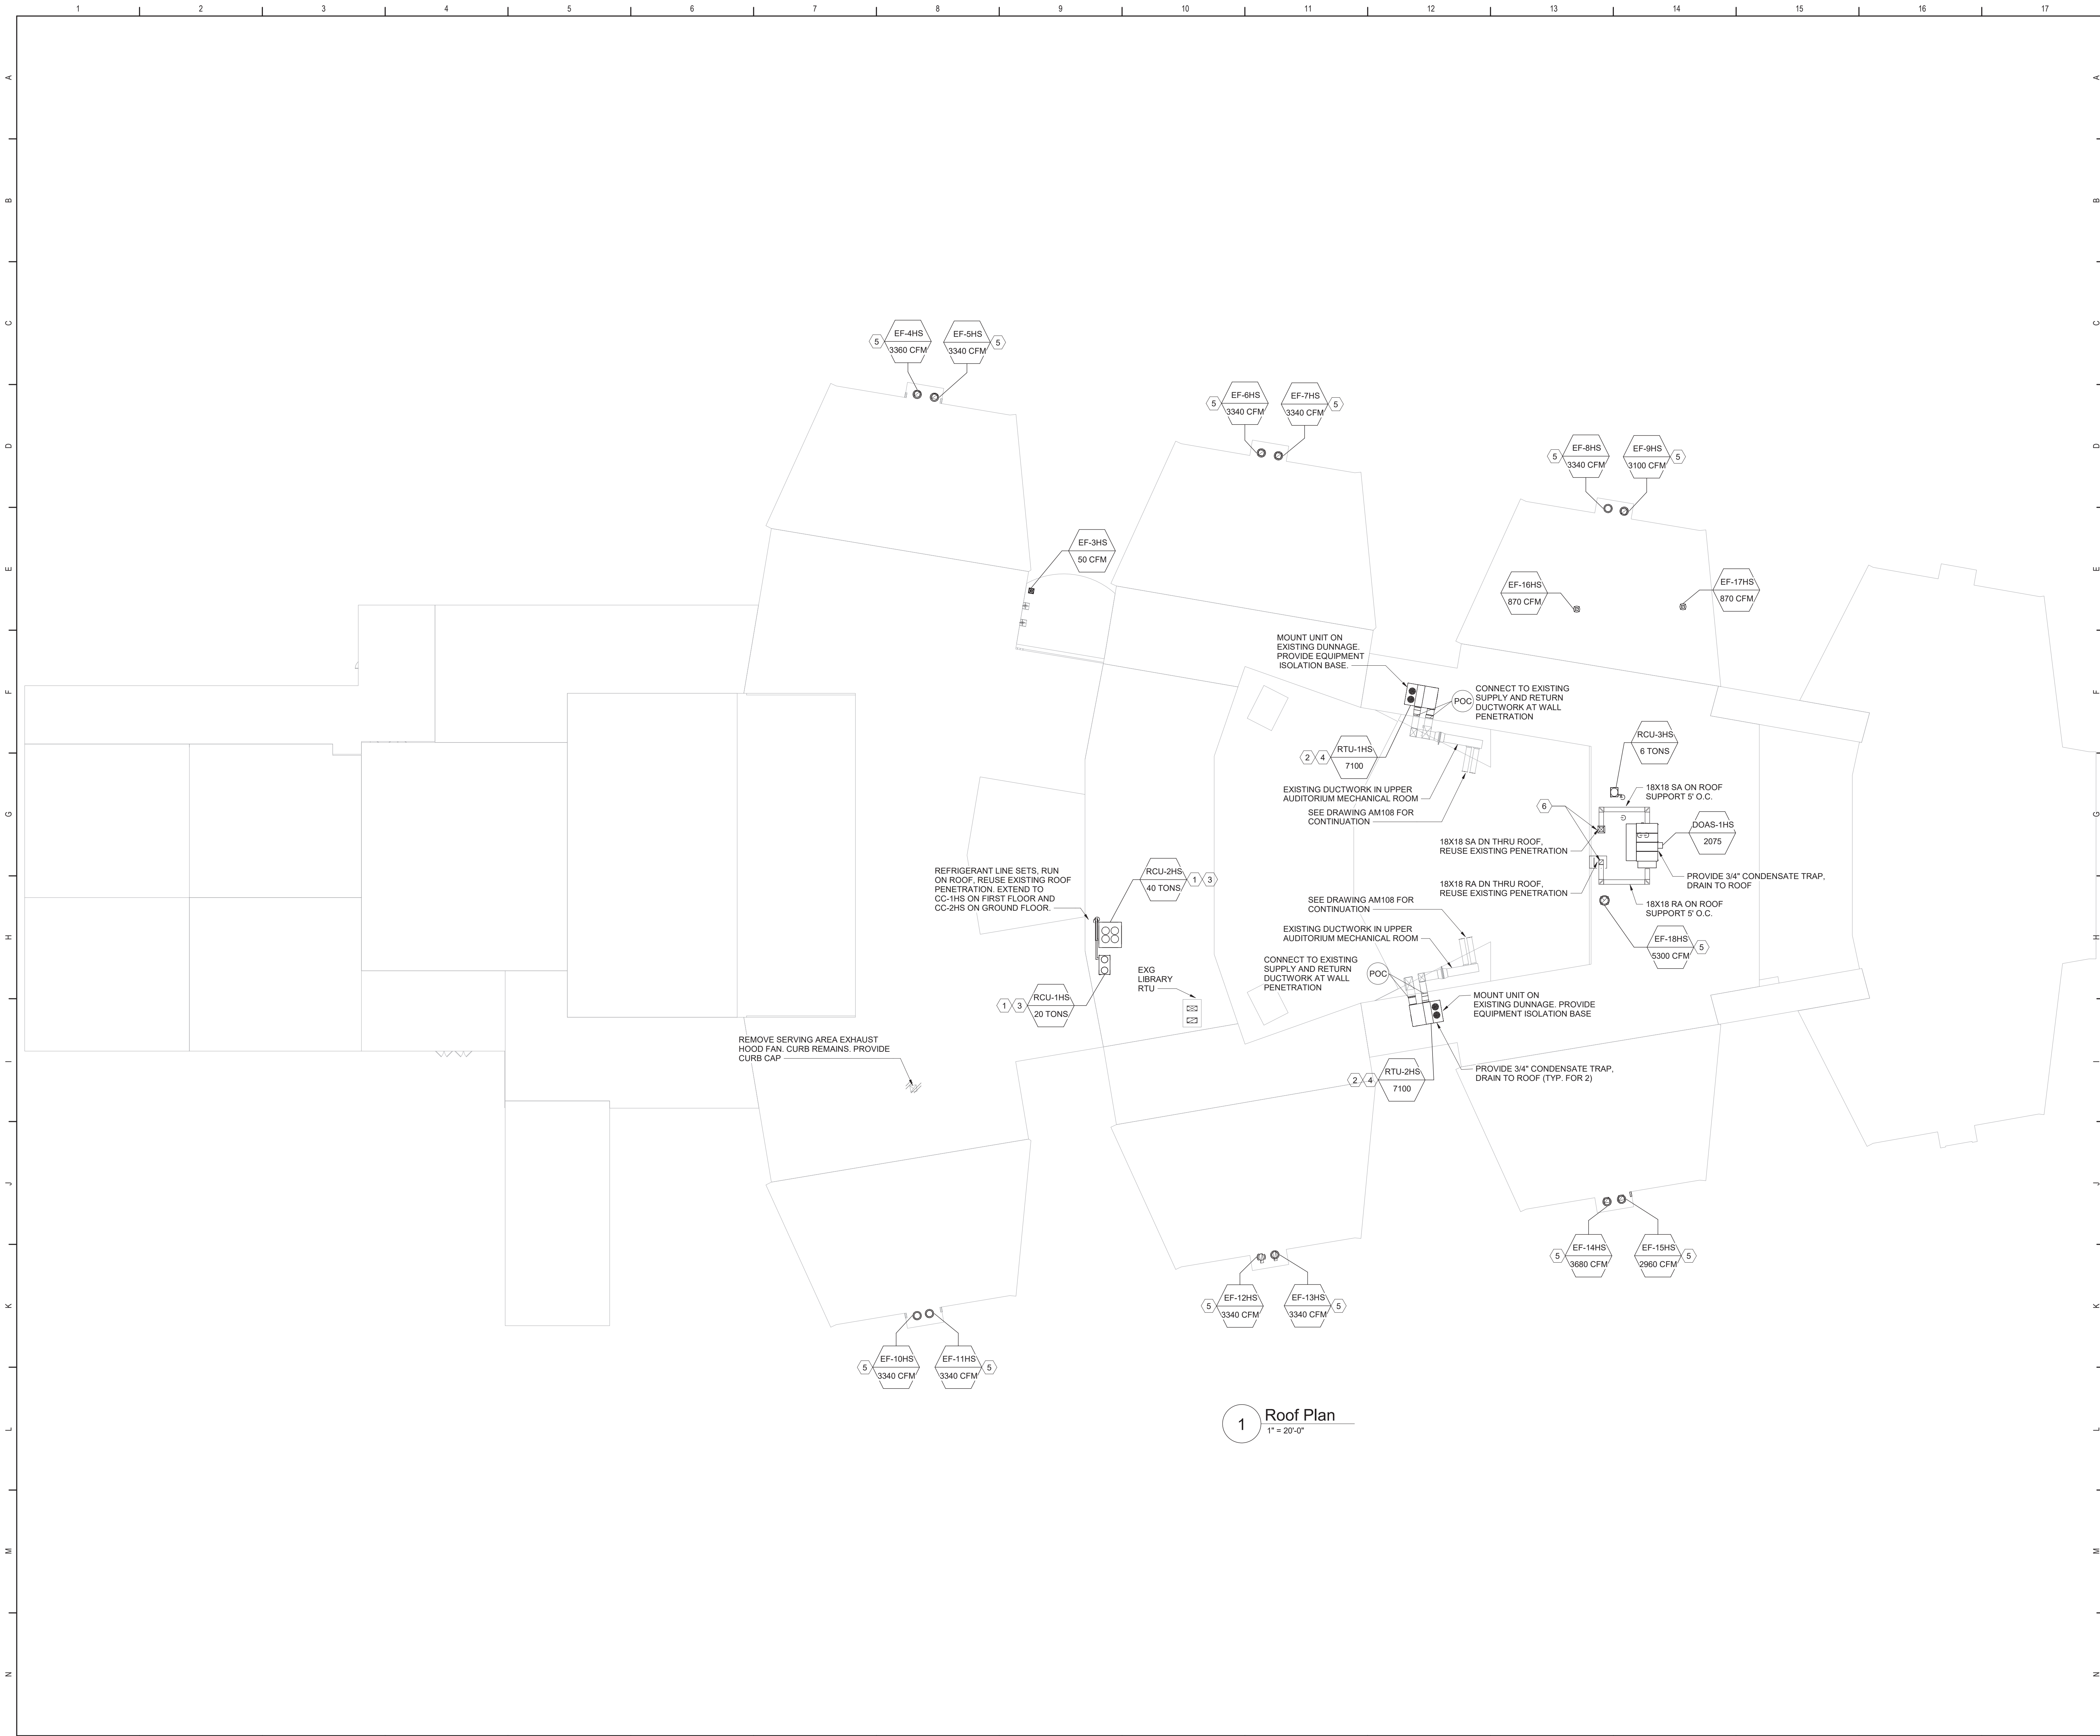 1 2 3 4 5 6 7 8 9 10 11 12 13 14 15 16 17
A A
B B
C C
D D
E E
F F
G G
H H
I I
J J
K K
L L
M M
N N
5
EF-4HS
3360 CFM
EF-5HS
3340 CFM
5
5
EF-6HS
3340 CFM
EF-7HS
3340 CFM
5
5
EF-8HS
3340 CFM
EF-9HS
3100 CFM
5
EF-3HS
50 CFM
EF-16HS
870 CFM
EF-17HS
870 CFM
MOUNT UNIT ON
EXISTING DUNNAGE.
PROVIDE EQUIPMENT
ISOLATION BASE.
POC
CONNECT TO EXISTING
SUPPLY AND RETURN
DUCTWORK AT WALL
PENETRATION
2
4
RTU-1HS
7100
RCU-3HS
6 TONS
EXISTING DUCTWORK IN UPPER
AUDITORIUM MECHANICAL ROOM
SEE DRAWING AM108 FOR
CONTINUATION
18X18 SA ON ROOF
SUPPORT 5' O.C.
6
DOAS-1HS
2075
18X18 SA DN THRU ROOF,
REUSE EXISTING PENETRATION
18X18 RA DN THRU ROOF,
REUSE EXISTING PENETRATION
PROVIDE 3/4" CONDENSATE TRAP,
DRAIN TO ROOF
18X18 RA ON ROOF
SUPPORT 5' O.C.
EF-18HS
5300 CFM
5
REFRIGERANT LINE SETS, RUN
ON ROOF, REUSE EXISTING ROOF
PENETRATION. EXTEND TO
CC-1HS ON FIRST FLOOR AND
CC-2HS ON GROUND FLOOR.
RCU-2HS
40 TONS
1
3
SEE DRAWING AM108 FOR
CONTINUATION
EXISTING DUCTWORK IN UPPER
AUDITORIUM MECHANICAL ROOM
CONNECT TO EXISTING
SUPPLY AND RETURN
DUCTWORK AT WALL
PENETRATION
POC
EXG
LIBRARY
RTU
1
3
RCU-1HS
20 TONS
MOUNT UNIT ON
EXISTING DUNNAGE. PROVIDE
EQUIPMENT ISOLATION BASE
REMOVE SERVING AREA EXHAUST
HOOD FAN. CURB REMAINS. PROVIDE
CURB CAP
2
4
RTU-2HS
7100
PROVIDE 3/4" CONDENSATE TRAP,
DRAIN TO ROOF (TYP. FOR 2)
5
EF-14HS
3680 CFM
EF-15HS
2960 CFM
5
5
EF-12HS
3340 CFM
EF-13HS
3340 CFM
5
5
EF-10HS
3340 CFM
EF-11HS
3340 CFM
5
1
Roof Plan
1" = 20'-0"